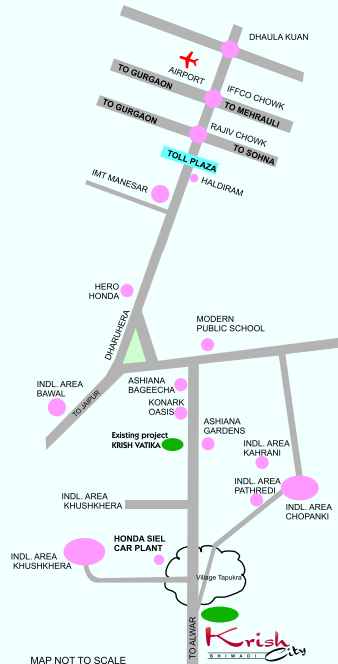 DHAULA KUAN
AIRPORT
TO GURGAON
IFFCO CHOWK
TO MEHRAULI
TO GURGAON
RAJIV CHOWK
TO SOHNA
TOLL PLAZA
HALDIRAM
IMT MANESAR
HERO
HONDA
DHARUHERA
MODERN
PUBLIC SCHOOL
INDL. AREA
BAWAL
TO JAIPUR
ASHIANA
BAGEECHA
KONARK
OASIS
ASHIANA
GARDENS
Existing project
KRISH VATIKA
INDL. AREA
KAHRANI
INDL. AREA
PATHREDI
INDL. AREA
CHOPANKI
INDL. AREA
KHUSHKHERA
HONDA SIEL
CAR PLANT
INDL. AREA
KHUSHKHERA
Village Tapukra
TO ALWAR
Krish
City
BHIWADI
MAP NOT TO SCALE